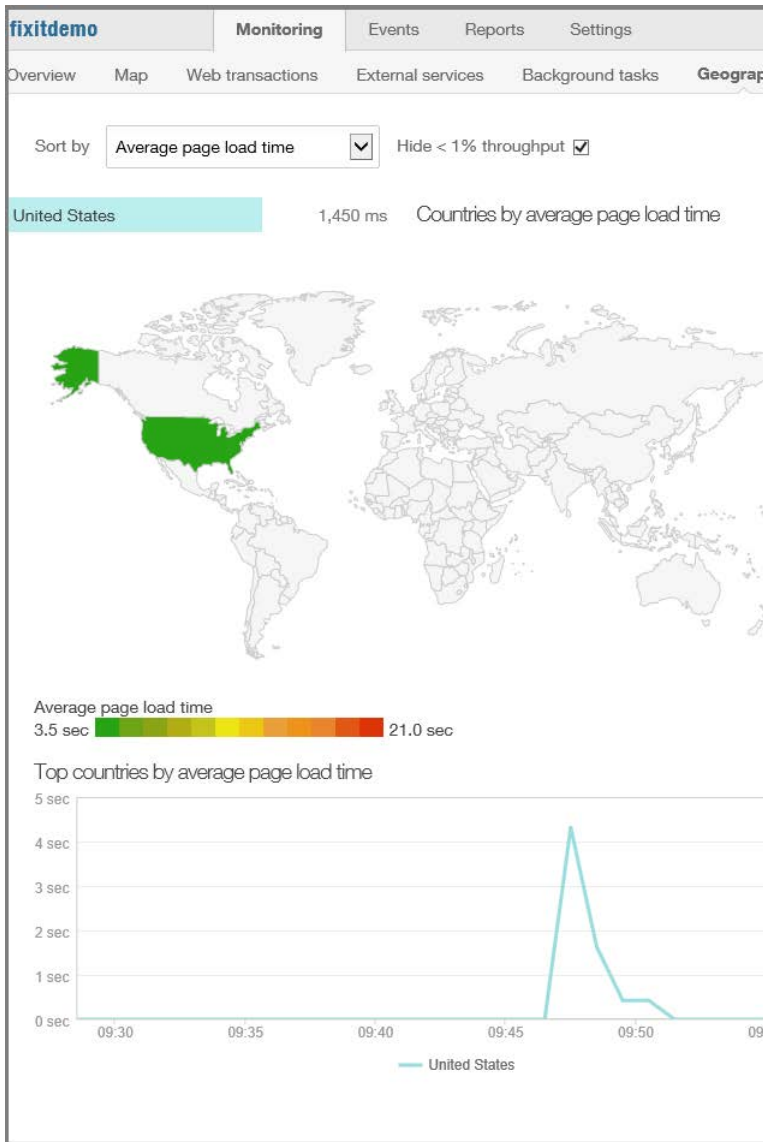 fixitdemo Monitoring Events Reports Settings
Overview Map Web transactions External services Background tasks Geograp
Sort by Average page load time Hide < 1% throughput
United States 1,450 ms Countries by average page load time
Average page load time
3.5 sec 21.0 sec
Top countries by average page load time
5 sec
4 sec
3 sec
2 sec
1 sec
0 sec
09:30 09:35 09:40 09:45 09:50 09
United States